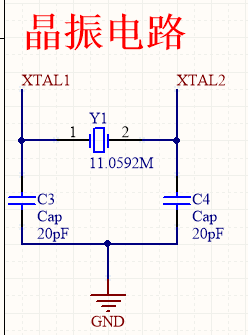 晶振电路
XTAL1 XTAL2
Y1
1 2
11.0592M
C3 C4
Cap Cap
20pF 20pF
GND